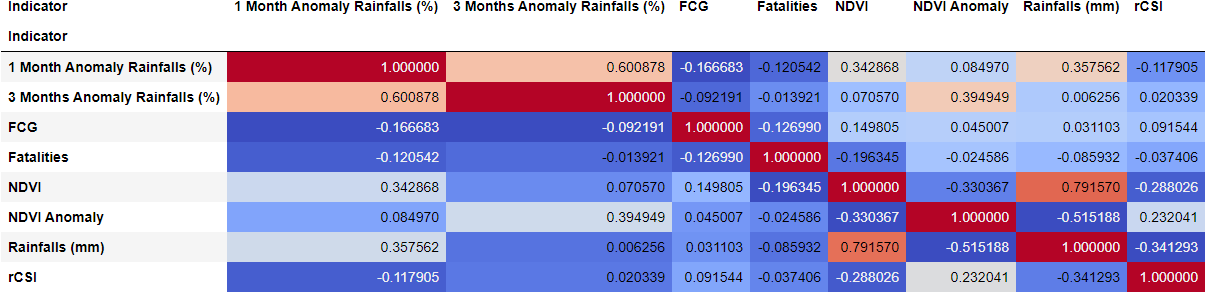 Indicator 1 Month Anomaly Rainfalls (%) 3 Months Anomaly Rainfalls (%) FCG Fatalities NDVI NDVI Anomaly Rainfalls (mm) rCSI
Indicator
1 Month Anomaly Rainfalls (%) 1.000000 0.600878 -0.166683 -0.120542 0.342868 0.084970 0.357562 -0.117905
3 Months Anomaly Rainfalls (%) 0.600878 1.000000 -0.092191 -0.013921 0.070570 0.394949 0.006256 0.020339
FCG -0.166683 -0.092191 1.000000 -0.126990 0.149805 0.045007 0.031103 0.091544
Fatalities -0.120542 -0.013921 -0.126990 1.000000 -0.196345 -0.024586 -0.085932 -0.037406
NDVI 0.342868 0.070570 0.149805 -0.196345 1.000000 -0.330367 0.791570 -0.288026
NDVI Anomaly 0.084970 0.394949 0.045007 -0.024586 -0.330367 1.000000 -0.515188 0.232041
Rainfalls (mm) 0.357562 0.006256 0.031103 -0.085932 0.791570 -0.515188 1.000000 -0.341293
rCSI -0.117905 0.020339 0.091544 -0.037406 -0.288026 0.232041 -0.341293 1.000000